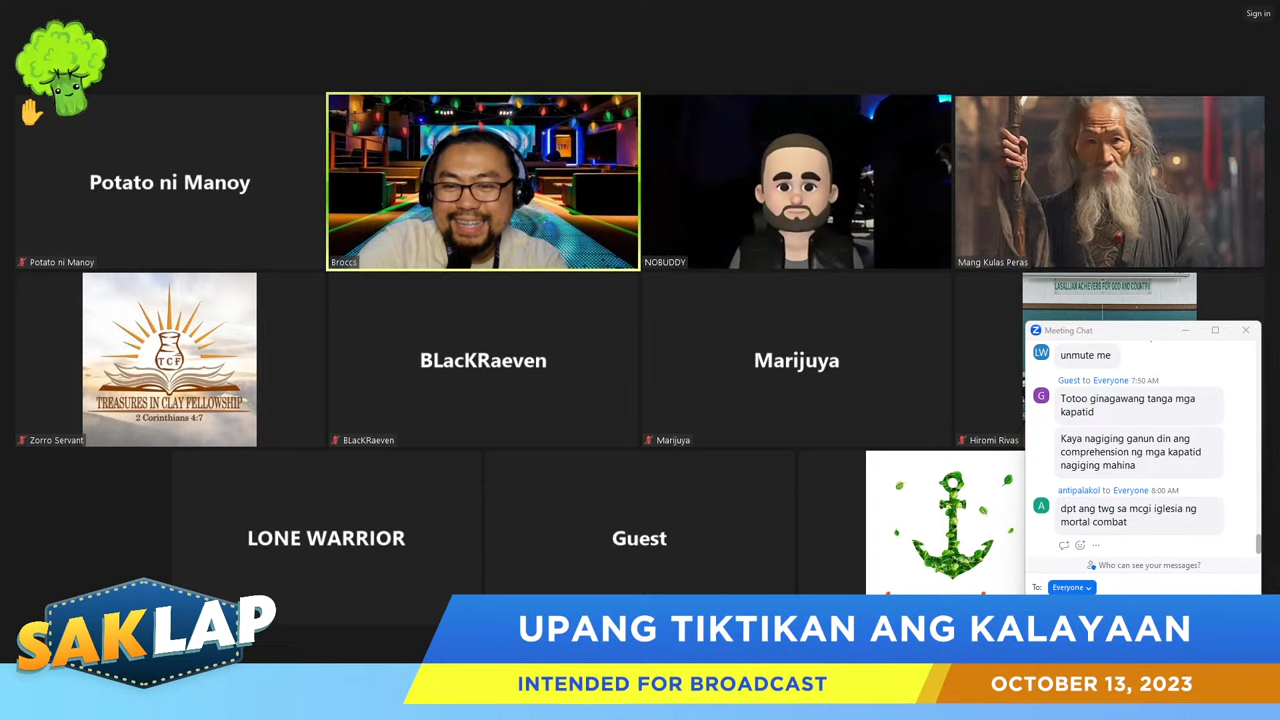 Sign in
Potato ni Manoy
Potato ni Manoy
Broccs
NOBUDDY
Mang Kulas Peras
TCF
TREASURES IN CLAY FELLOWSHIP
2 Corinthians 4:7
Zorro Servant
BLacKRaeven
BLacKRaeven
Marijuya
Marijuya
LASALLIAN ACHIEVERS FOR GOD AND COUNTRY
Hiromi Rivas
Meeting Chat
LW
unmute me
Guest to Everyone 7:50 AM
G
Totoo ginagawang tanga mga
kapatid
Kaya nagiging ganun din ang
comprehension ng mga kapatid
nagiging mahina
antipalakol to Everyone 8:00 AM
A
dpt ang twg sa mcgi iglesia ng
mortal combat
Who can see your messages?
To: Everyone
LONE WARRIOR
Guest
SAKLAP
UPANG TIKTIKAN ANG KALAYAAN
INTENDED FOR BROADCAST
OCTOBER 13, 2023